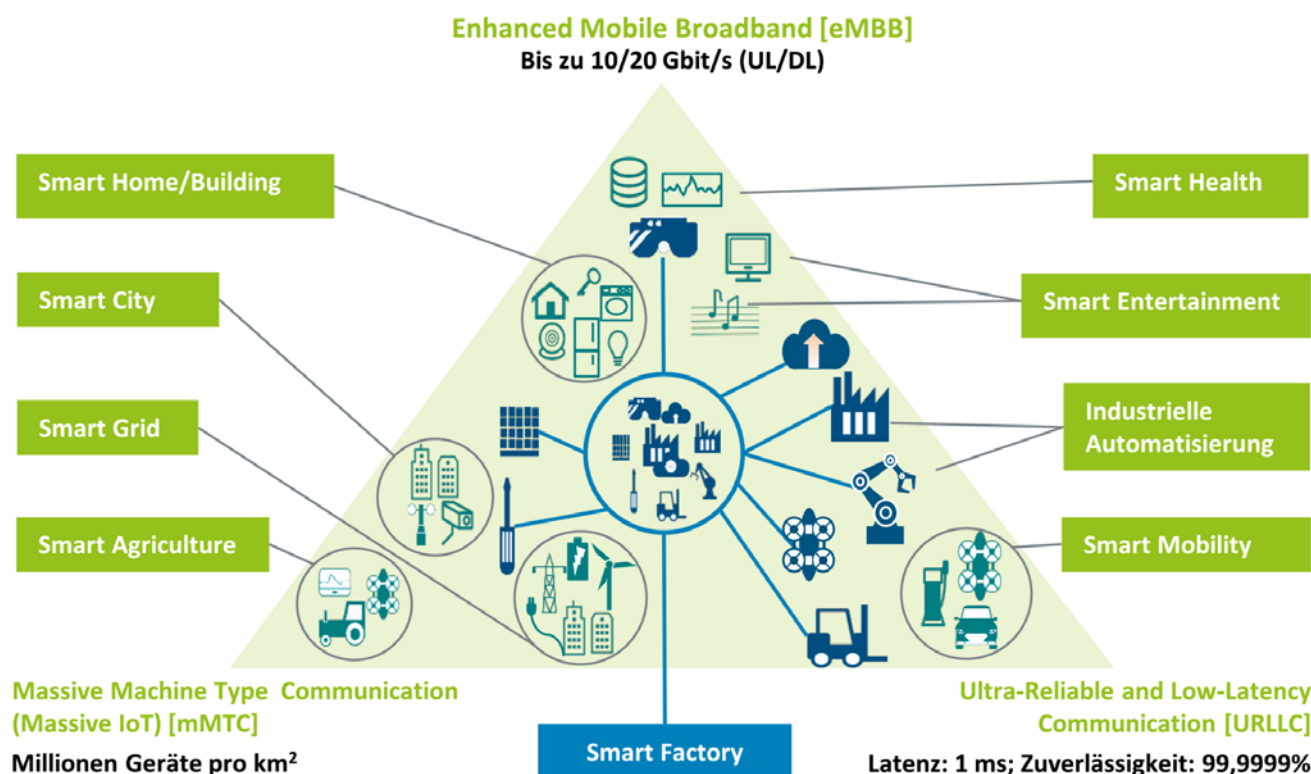 Enhanced Mobile Broadband [eMBB]
Bis zu 10/20 Gbit/s (UL/DL)
Smart Home/Building
Smart Health
Smart City
Smart Entertainment
Smart Grid
Industrielle
Automatisierung
Smart Agriculture
Smart Mobility
Massive Machine Type Communication
(Massive IoT) [mMTC]
Millionen Geräte pro km²
Ultra-Reliable and Low-Latency
Communication [URLLC]
Latenz: 1 ms; Zuverlässigkeit: 99,9999%
Smart Factory